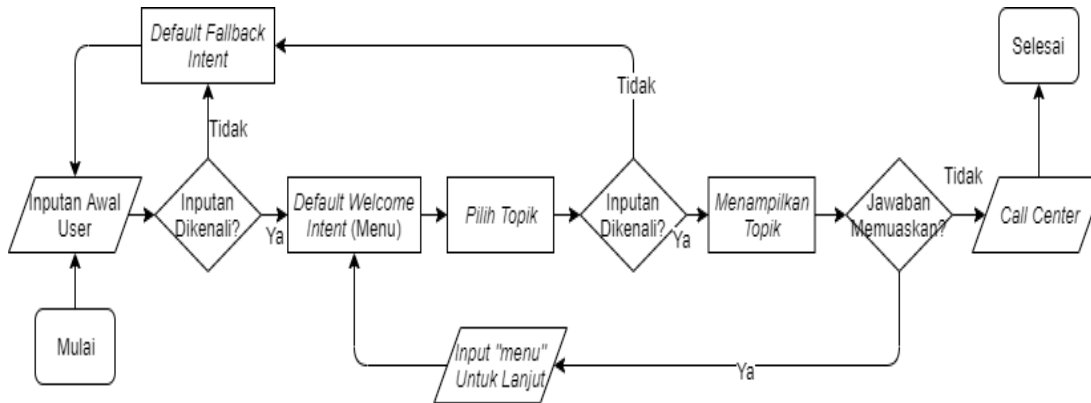 Default Fallback
Intent
Selesai
Tidak
Tidak
Inputan Awal
User
Inputan
Dikenali?
Ya
Default Welcome
Intent (Menu)
Pilih Topik
Inputan
Dikenali?
Ya
Menampilkan
Topik
Jawaban
Memuaskan?
Tidak
Call Center
Mulai
Input "menu"
Untuk Lanjut
Ya